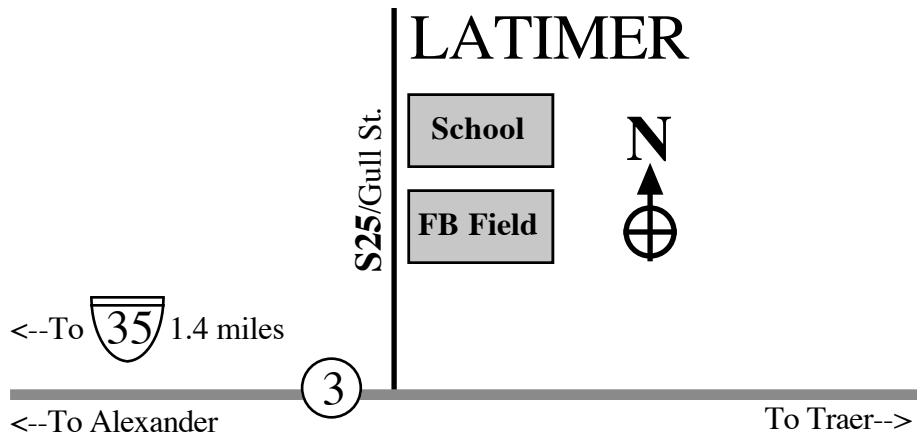 LATIMER
School
N
S25/Gull St.
FB Field
<--To 35 1.4 miles
3
<--To Alexander
To Traer-->